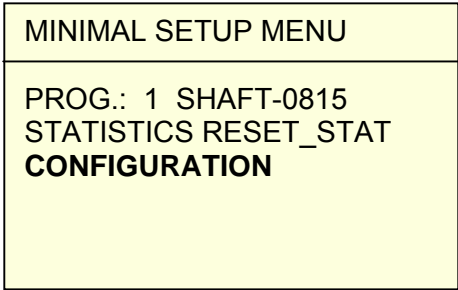 MINIMAL SETUP MENU
PROG.: 1 SHAFT-0815
STATISTICS RESET_STAT
CONFIGURATION